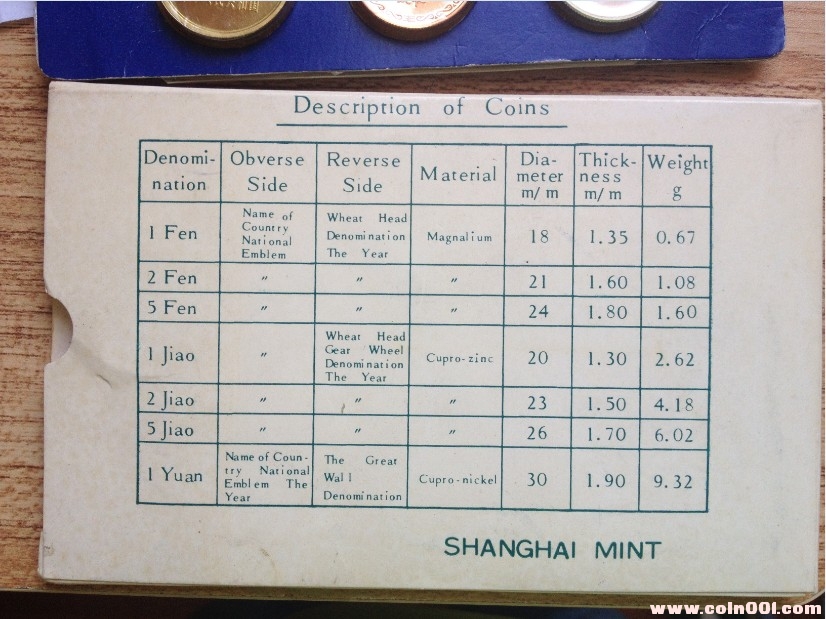 Description of Coins
Denomi-
nation
Obverse
Side
Reverse
Side
Material
Dia-
meter
m/m
Thick-
ness
m/m
Weight
g
1 Fen
Name of
Country
National
Emblem
Wheat Head
Denomination
The Year
Magnalium
18
1.35
0.67
2 Fen
〃
〃
〃
21
1.60
1.08
5 Fen
〃
〃
〃
24
1.80
1.60
1 Jiao
〃
Wheat Head
Gear Wheel
Denomination
The Year
Cupro-zinc
20
1.30
2.62
2 Jiao
〃
〃
〃
23
1.50
4.18
5 Jiao
〃
〃
〃
26
1.70
6.02
1 Yuan
Name of Coun-
try National
Emblem The
Year
The Great
Wall
Denomination
Cupro-nickel
30
1.90
9.32
SHANGHAI MINT
www.coin001.com